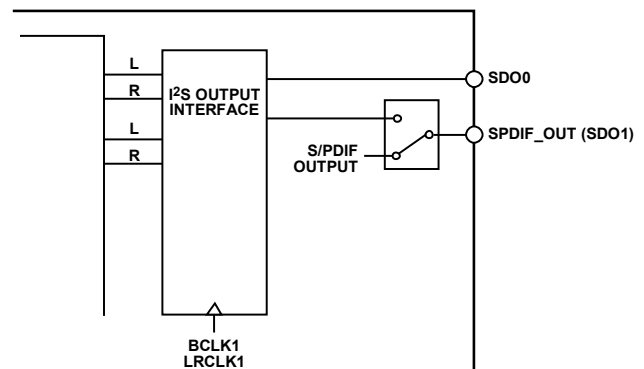 L
R
L
R
I²S OUTPUT
INTERFACE
SDO0
SPDIF_OUT (SDO1)
S/PDIF
OUTPUT
BCLK1
LRCLK1